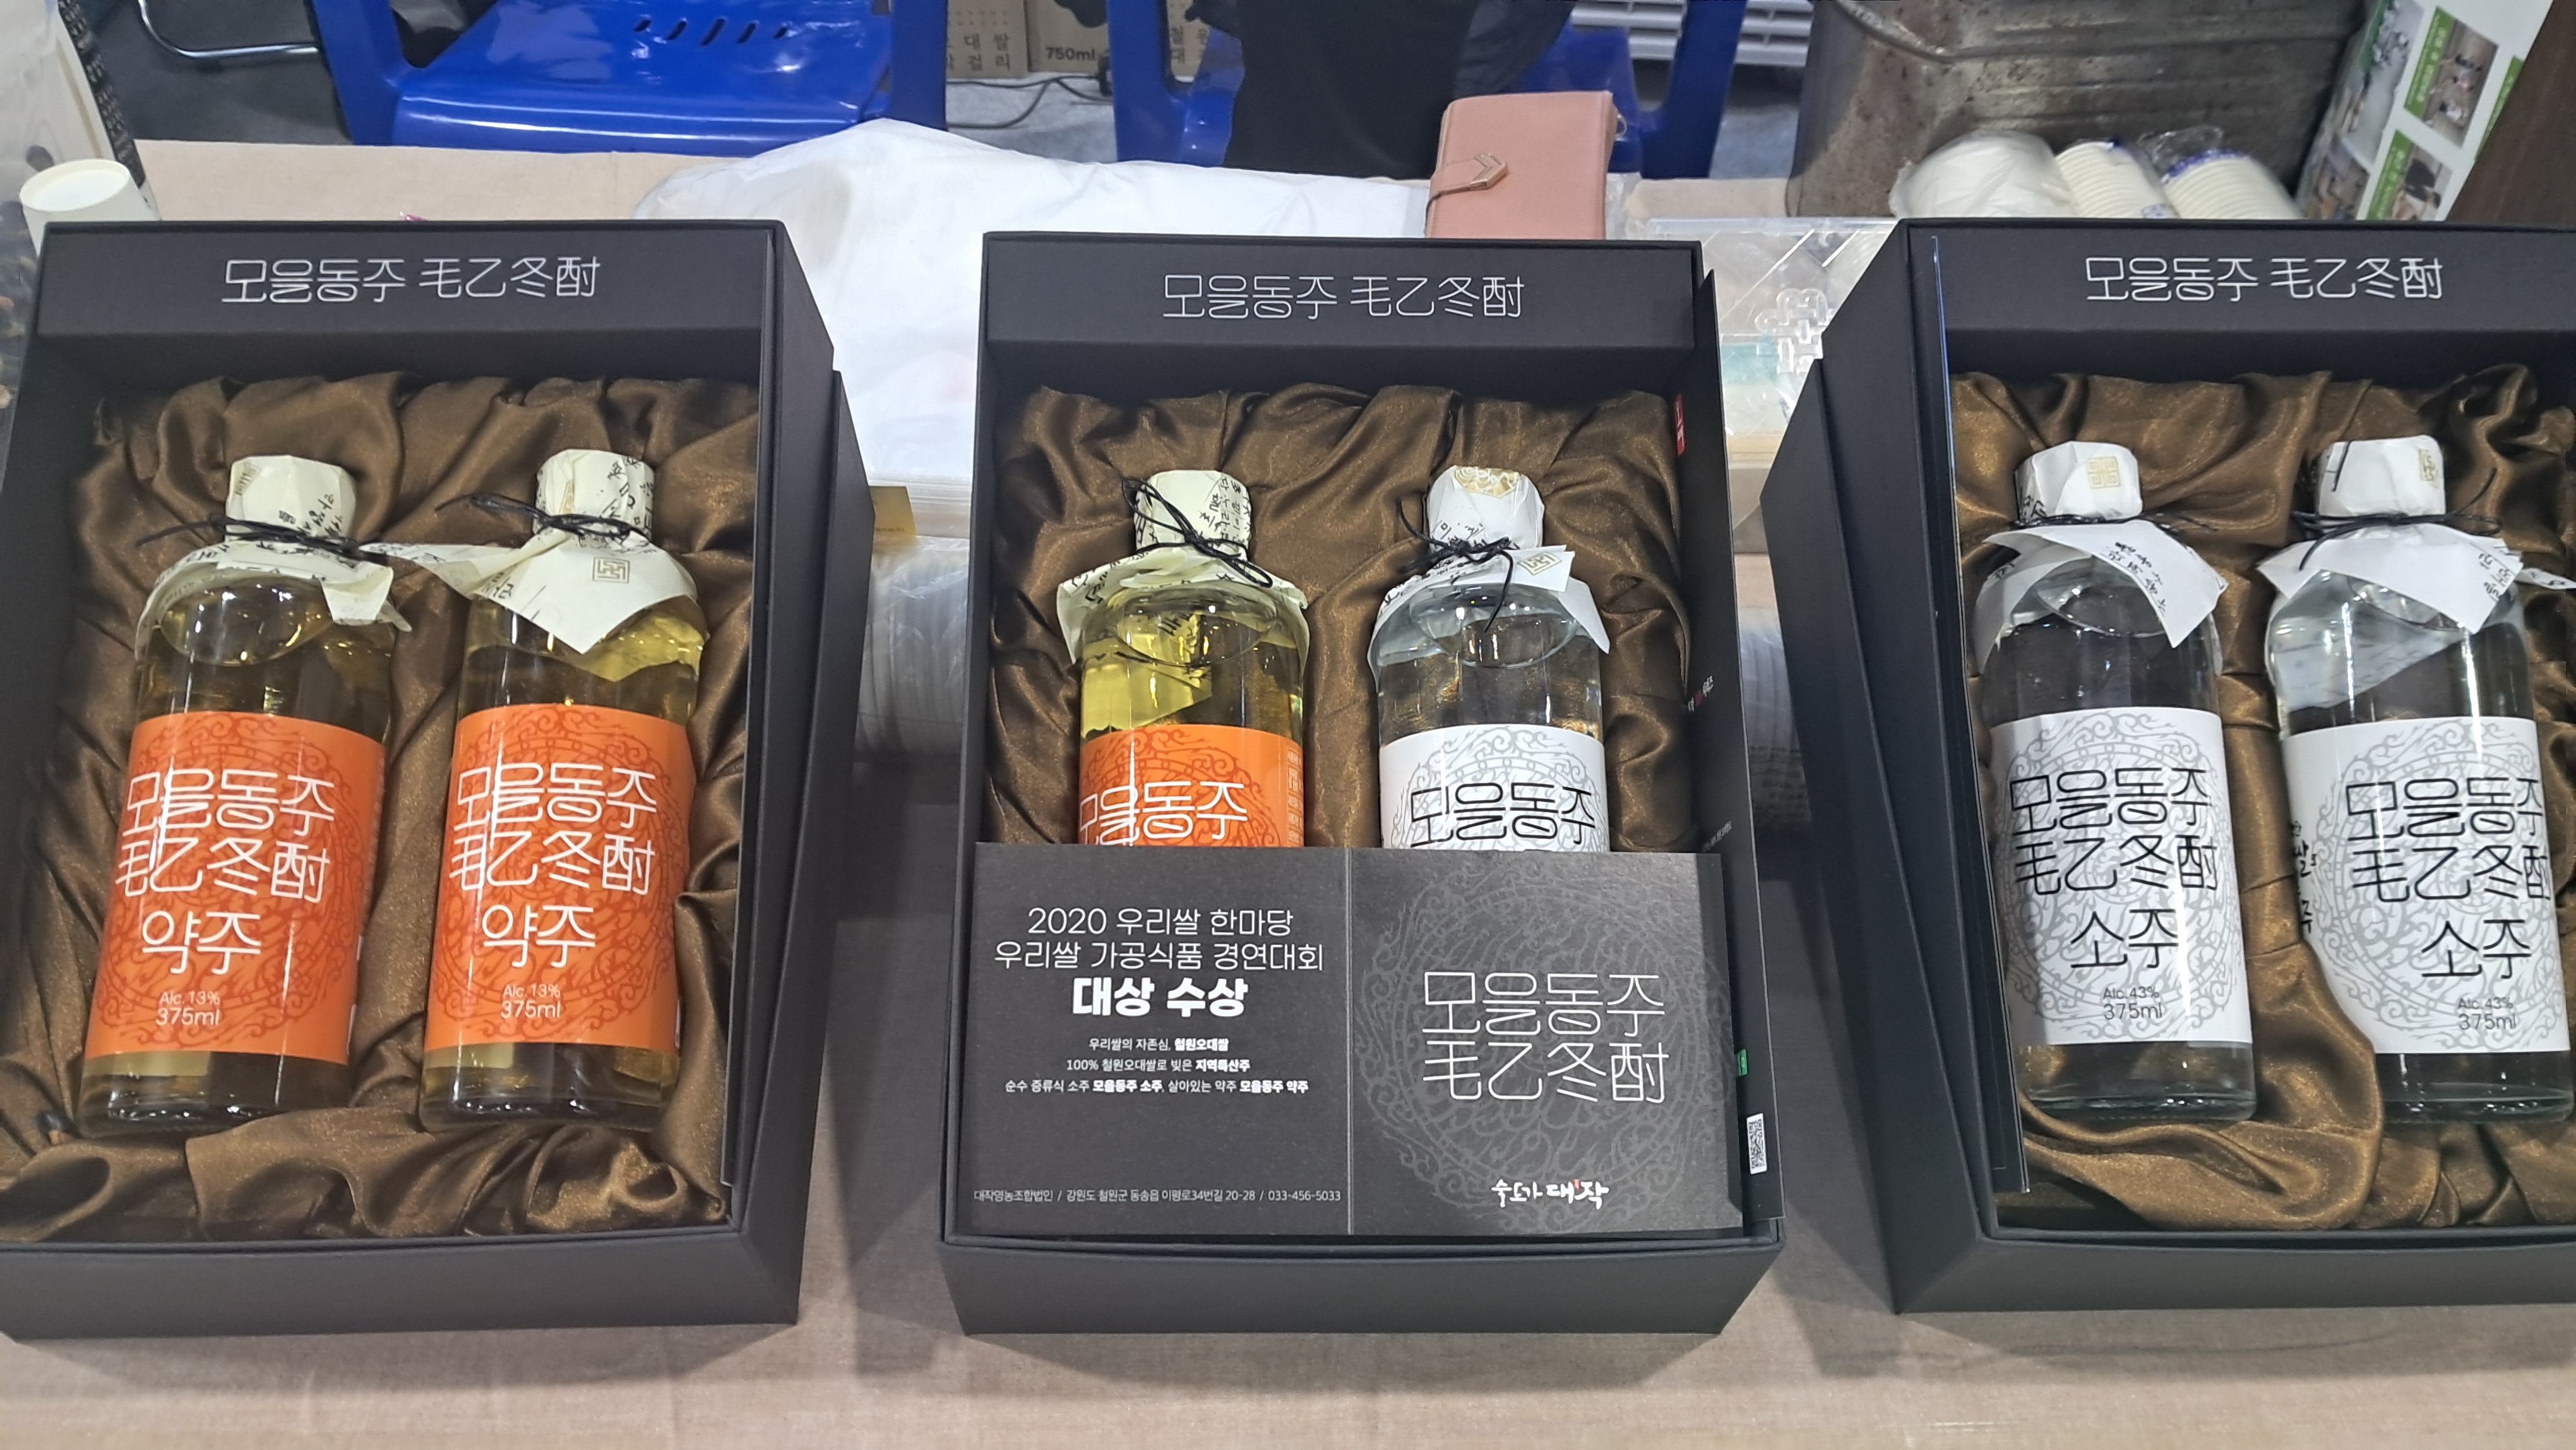 대쌀
750ml
걸리
모을동주 毛乙冬酎
모을동주 毛乙冬酎
모을동주 毛乙冬酎
모을동주
毛乙冬酎
약주
Alc. 13%
375ml
모을동주
毛乙冬酎
약주
Alc. 13%
375ml
모을동주
모을동주
2020 우리쌀 한마당
우리쌀 가공식품 경연대회
대상 수상
우리쌀의 자존심, 철원오대쌀
100% 철원오대쌀로 빚은 지역특산주
순수 증류식 소주 모을동주 소주, 살아있는 약주 모을동주 약주
대작영농조합법인 / 강원도 철원군 동송읍 이평로34번길 20-28 / 033-456-5033
모을동주
毛乙冬酎
술도가 대작
모을동주
毛乙冬酎
소주
Alc. 43%
375ml
모을동주
毛乙冬酎
소주
Alc. 43%
375ml